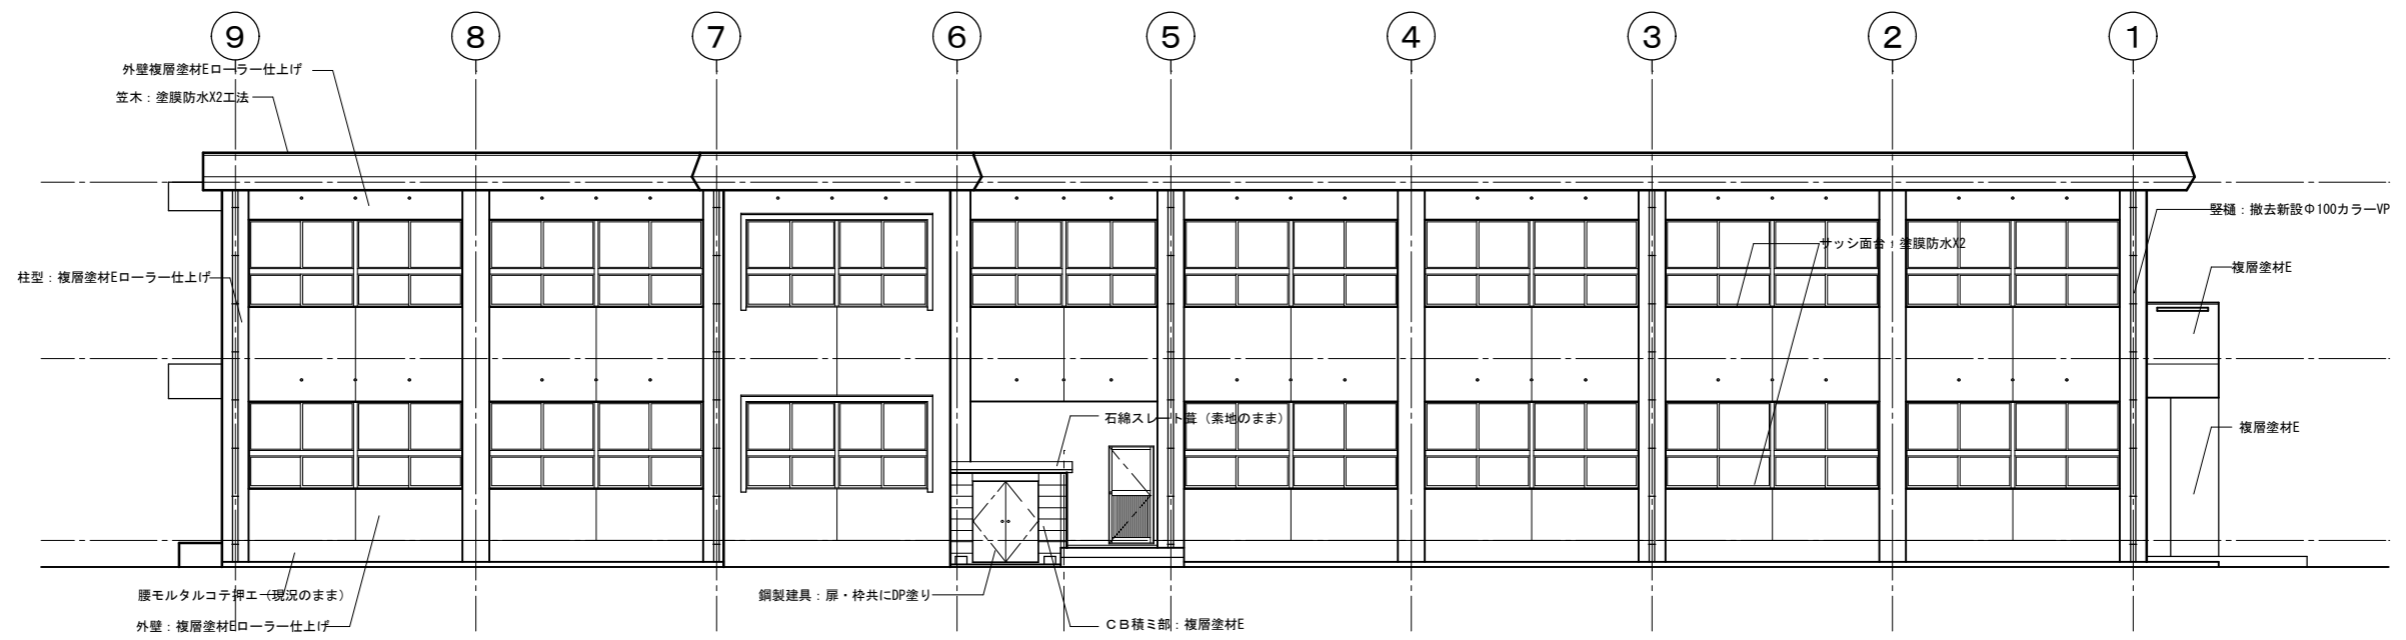 9 8 7 6 5 4 3 2 1
外壁複層塗材Eローラー仕上げ
笠木：塗膜防水X2工法
竪樋：撤去新設Φ100カラーVP
サッシ面台：塗膜防水X2
複層塗材E
柱型：複層塗材Eローラー仕上げ
石綿スレート葺（素地のまま）
複層塗材E
腰モルタルコテ押エ（現況のまま）
鋼製建具：扉・枠共にDP塗り
外壁：複層塗材Eローラー仕上げ
ＣＢ積ミ部：複層塗材E